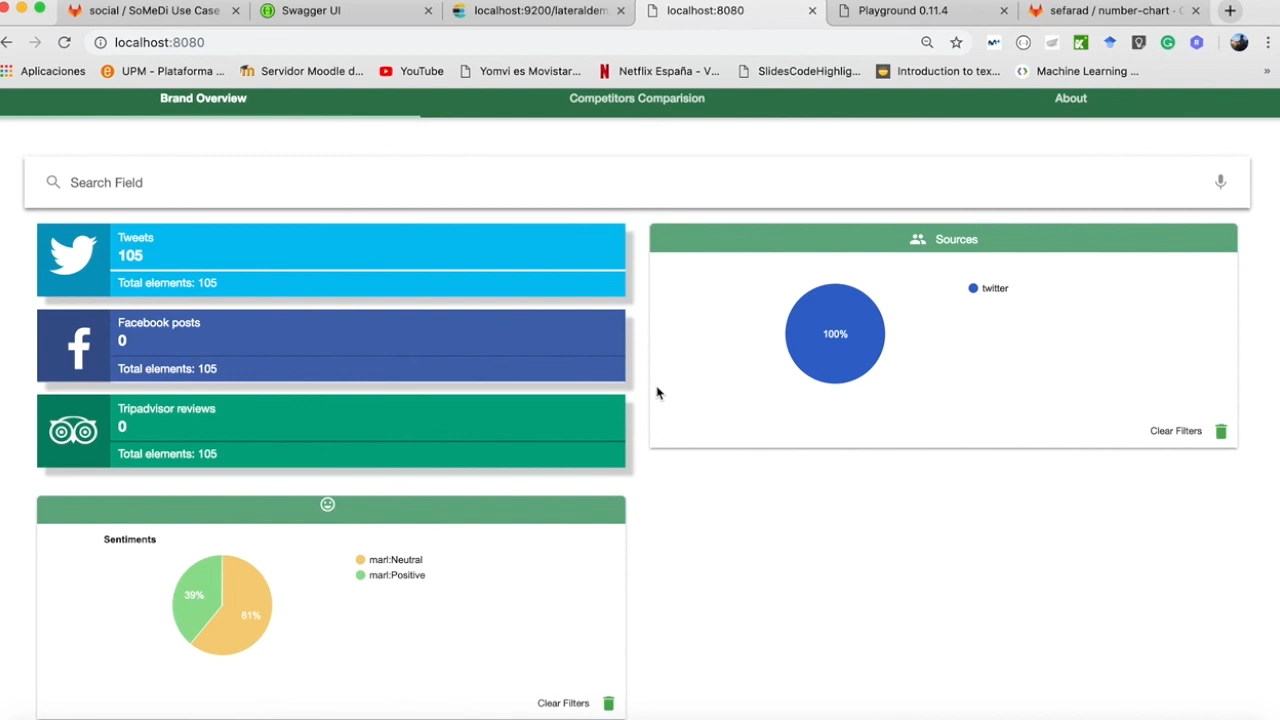 social / SoMeDi Use Case
Swagger UI
localhost:9200/lateraldem
localhost:8080
Playground 0.11.4
sefarad / number-chart - G
localhost:8080
Aplicaciones
UPM - Plataforma ...
Servidor Moodle d...
YouTube
Yomvi es Movistar...
Netflix España - V...
SlidesCodeHighlig...
Introduction to tex...
Machine Learning ...
»
Brand Overview
Competitors Comparision
About
Search Field
Tweets
105
Total elements: 105
Facebook posts
0
Total elements: 105
Tripadvisor reviews
0
Total elements: 105
Sources
twitter
100%
Clear Filters
Sentiments
marl:Neutral
marl:Positive
39%
61%
Clear Filters